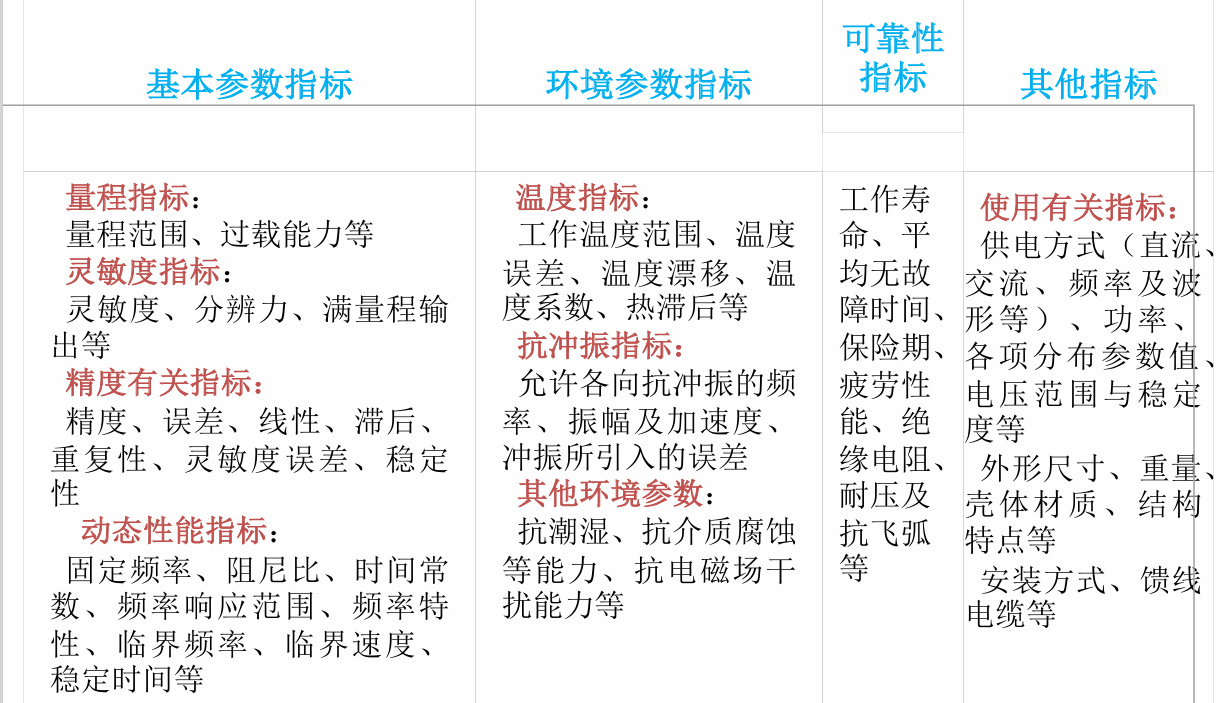 基本参数指标
环境参数指标
可靠性
指标
其他指标
量程指标：
量程范围、过载能力等
灵敏度指标：
灵敏度、分辨力、满量程输
出等
精度有关指标：
精度、误差、线性、滞后、
重复性、灵敏度误差、稳定
性
动态性能指标：
固定频率、阻尼比、时间常
数、频率响应范围、频率特
性、临界频率、临界速度、
稳定时间等
温度指标：
工作温度范围、温度
误差、温度漂移、温
度系数、热滞后等
抗冲振指标：
允许各向抗冲振的频
率、振幅及加速度、
冲振所引入的误差
其他环境参数：
抗潮湿、抗介质腐蚀
等能力、抗电磁场干
扰能力等
工作寿
命、平
均无故
障时间、
保险期、
疲劳性
能、绝
缘电阻、
耐压及
抗飞弧
等
使用有关指标：
供电方式（直流、
交流、频率及波
形等）、功率、
各项分布参数值、
电压范围与稳定
度等
外形尺寸、重量、
壳体材质、结构
特点等
安装方式、馈线
电缆等